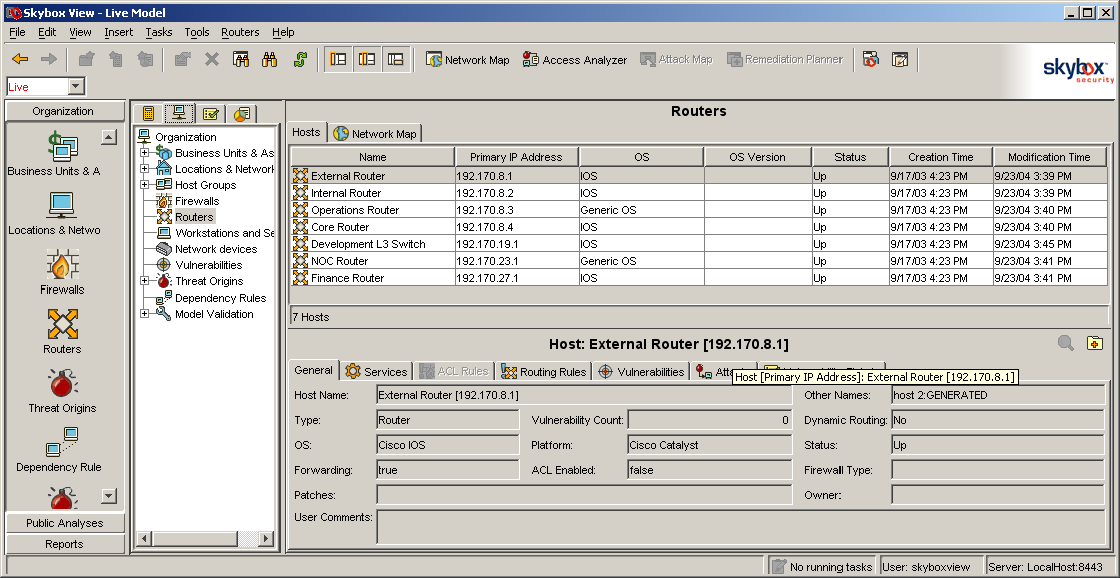 Skybox View - Live Model
File Edit View Insert Tasks Tools Routers Help
Network Map Access Analyzer Attack Map Remediation Planner
skybox security
Live
Organization
Business Units & A
Locations & Netwo
Firewalls
Routers
Threat Origins
Dependency Rule
Public Analyses
Reports
Organization
Business Units & As
Locations & Network
Host Groups
Firewalls
Routers
Workstations and Se
Network devices
Vulnerabilities
Threat Origins
Dependency Rules
Model Validation
Routers
Hosts Network Map
Name Primary IP Address OS OS Version Status Creation Time Modification Time
External Router 192.170.8.1 IOS Up 9/17/03 4:23 PM 9/23/04 3:39 PM
Internal Router 192.170.8.2 IOS Up 9/17/03 4:23 PM 9/23/04 3:39 PM
Operations Router 192.170.8.3 Generic OS Up 9/17/03 4:23 PM 9/23/04 3:40 PM
Core Router 192.170.8.4 IOS Up 9/17/03 4:23 PM 9/23/04 3:40 PM
Development L3 Switch 192.170.19.1 IOS Up 9/17/03 4:23 PM 9/23/04 3:45 PM
NOC Router 192.170.23.1 Generic OS Up 9/17/03 4:23 PM 9/23/04 3:41 PM
Finance Router 192.170.27.1 IOS Up 9/17/03 4:23 PM 9/23/04 3:41 PM
7 Hosts
Host: External Router [192.170.8.1]
General Services ACL Rules Routing Rules Vulnerabilities
Host [Primary IP Address]: External Router [192.170.8.1]
Host Name: External Router [192.170.8.1] Other Names: host 2:GENERATED
Type: Router Vulnerability Count: 0 Dynamic Routing: No
OS: Cisco IOS Platform: Cisco Catalyst Status: Up
Forwarding: true ACL Enabled: false Firewall Type:
Patches: Owner:
User Comments:
No running tasks User: skyboxview Server: LocalHost:8443